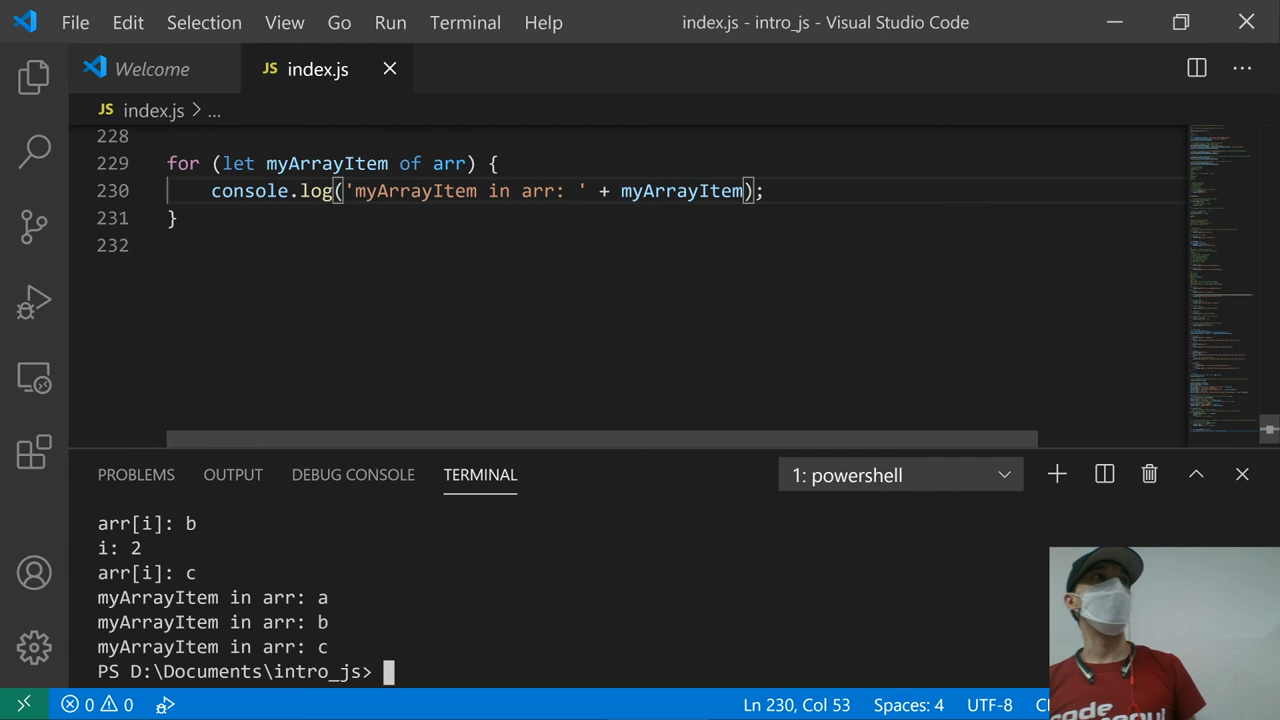 File Edit Selection View Go Run Terminal Help index.js - intro_js - Visual Studio Code
Welcome JS index.js
JS index.js > ...
228
229 for (let myArrayItem of arr) {
230 console.log('myArrayItem in arr: ' + myArrayItem);
231 }
232
PROBLEMS OUTPUT DEBUG CONSOLE TERMINAL 1: powershell
arr[i]: b
i: 2
arr[i]: c
myArrayItem in arr: a
myArrayItem in arr: b
myArrayItem in arr: c
PS D:\Documents\intro_js>
0 0 Ln 230, Col 53 Spaces: 4 UTF-8
code